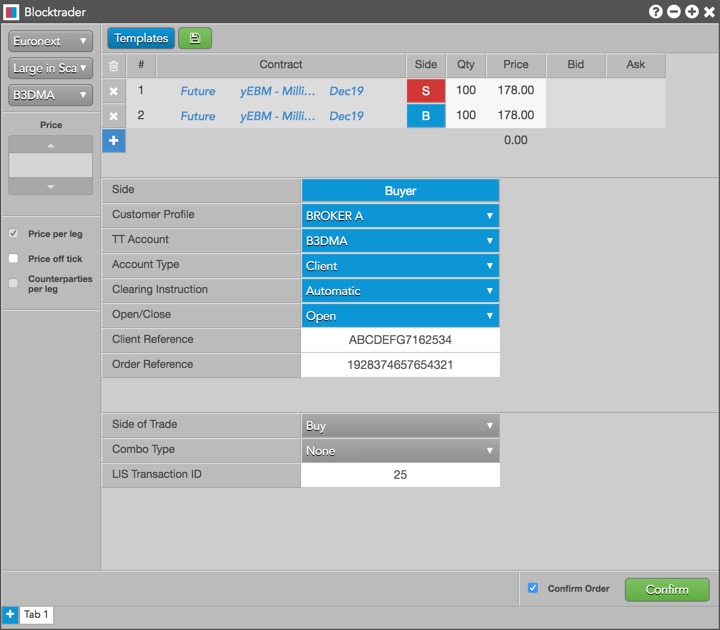 Blocktrader
Euronext
Templates
Large in Sca
# Contract Side Qty Price Bid Ask
B3DMA
1 Future yEBM - Milli... Dec19 S 100 178.00
2 Future yEBM - Milli... Dec19 B 100 178.00
0.00
Price
Price per leg
Price off tick
Counterparties
per leg
Side Buyer
Customer Profile BROKER A
TT Account B3DMA
Account Type Client
Clearing Instruction Automatic
Open/Close Open
Client Reference ABCDEFG7162534
Order Reference 1928374657654321
Side of Trade Buy
Combo Type None
LIS Transaction ID 25
Confirm Order Confirm
Tab 1